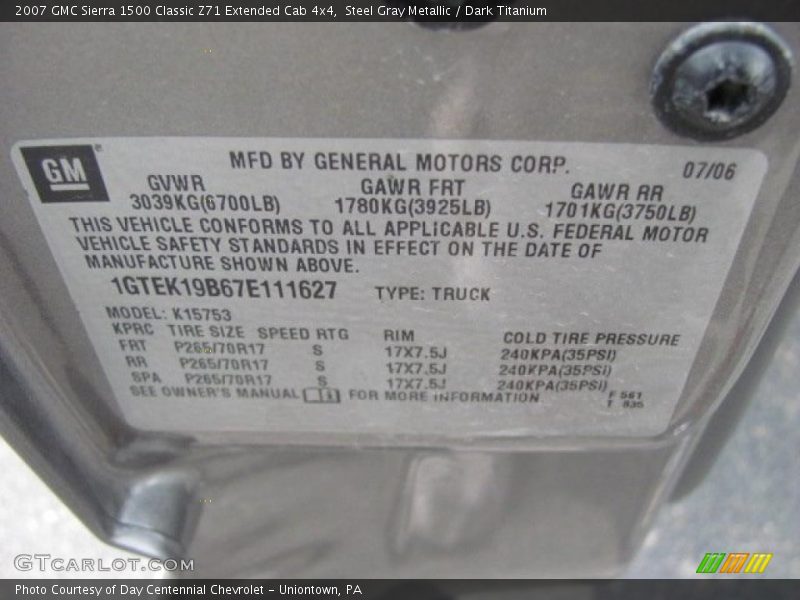 2007 GMC Sierra 1500 Classic Z71 Extended Cab 4x4, Steel Gray Metallic / Dark Titanium
GM
MFD BY GENERAL MOTORS CORP. 07/06
GVWR GAWR FRT GAWR RR
3039KG(6700LB) 1780KG(3925LB) 1701KG(3750LB)
THIS VEHICLE CONFORMS TO ALL APPLICABLE U.S. FEDERAL MOTOR
VEHICLE SAFETY STANDARDS IN EFFECT ON THE DATE OF
MANUFACTURE SHOWN ABOVE.
1GTEK19B67E111627 TYPE: TRUCK
MODEL: K15753
KPRC TIRE SIZE SPEED RTG RIM COLD TIRE PRESSURE
FRT P265/70R17 S 17X7.5J 240KPA(35PSI)
RR P265/70R17 S 17X7.5J 240KPA(35PSI)
SPA P265/70R17 S 17X7.5J 240KPA(35PSI)
SEE OWNER'S MANUAL FOR MORE INFORMATION
F 561
T 835
GTCARLOT.COM
Photo Courtesy of Day Centennial Chevrolet - Uniontown, PA